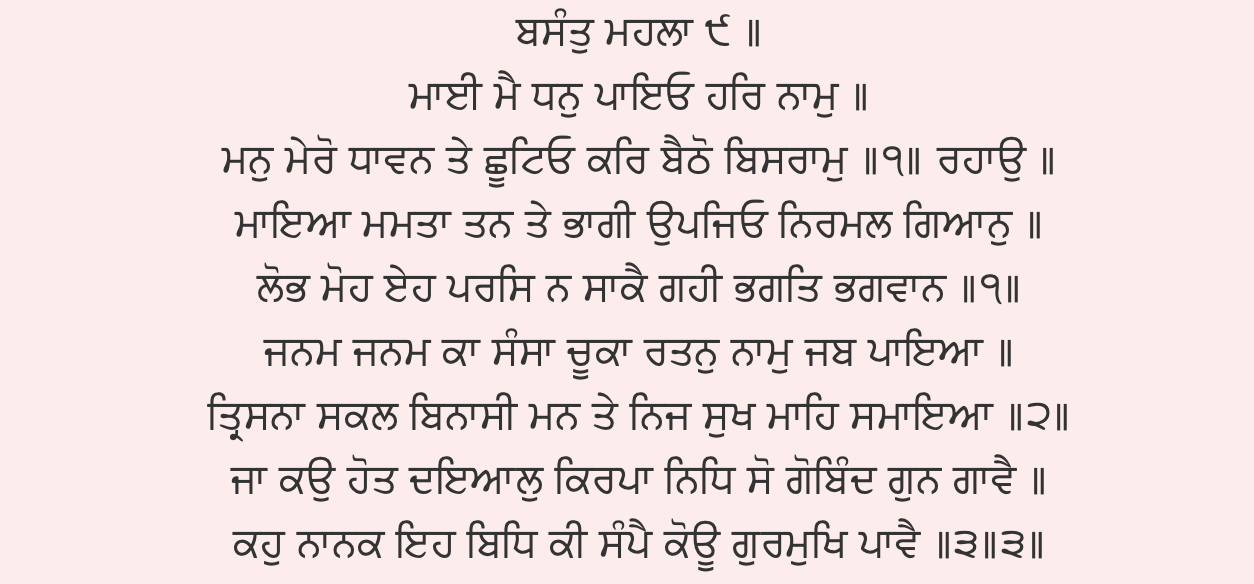 ਬਸੰਤੁ ਮਹਲਾ ੯ ॥
ਮਾਈ ਮੈ ਧਨੁ ਪਾਇਓ ਹਰਿ ਨਾਮੁ ॥
ਮਨੁ ਮੇਰੋ ਧਾਵਨ ਤੇ ਛੂਟਿਓ ਕਰਿ ਬੈਠੋ ਬਿਸਰਾਮੁ ॥੧॥ ਰਹਾਉ ॥
ਮਾਇਆ ਮਮਤਾ ਤਨ ਤੇ ਭਾਗੀ ਉਪਜਿਓ ਨਿਰਮਲ ਗਿਆਨੁ ॥
ਲੋਭ ਮੋਹ ਏਹ ਪਰਸਿ ਨ ਸਾਕੈ ਗਹੀ ਭਗਤਿ ਭਗਵਾਨ ॥੧॥
ਜਨਮ ਜਨਮ ਕਾ ਸੰਸਾ ਚੂਕਾ ਰਤਨੁ ਨਾਮੁ ਜਬ ਪਾਇਆ ॥
ਤ੍ਰਿਸਨਾ ਸਕਲ ਬਿਨਾਸੀ ਮਨ ਤੇ ਨਿਜ ਸੁਖ ਮਾਹਿ ਸਮਾਇਆ ॥੨॥
ਜਾ ਕਉ ਹੋਤ ਦਇਆਲੁ ਕਿਰਪਾ ਨਿਧਿ ਸੋ ਗੋਬਿੰਦ ਗੁਨ ਗਾਵੈ ॥
ਕਹੁ ਨਾਨਕ ਇਹ ਬਿਧਿ ਕੀ ਸੰਪੈ ਕੋਊ ਗੁਰਮੁਖਿ ਪਾਵੈ ॥੩॥੩॥